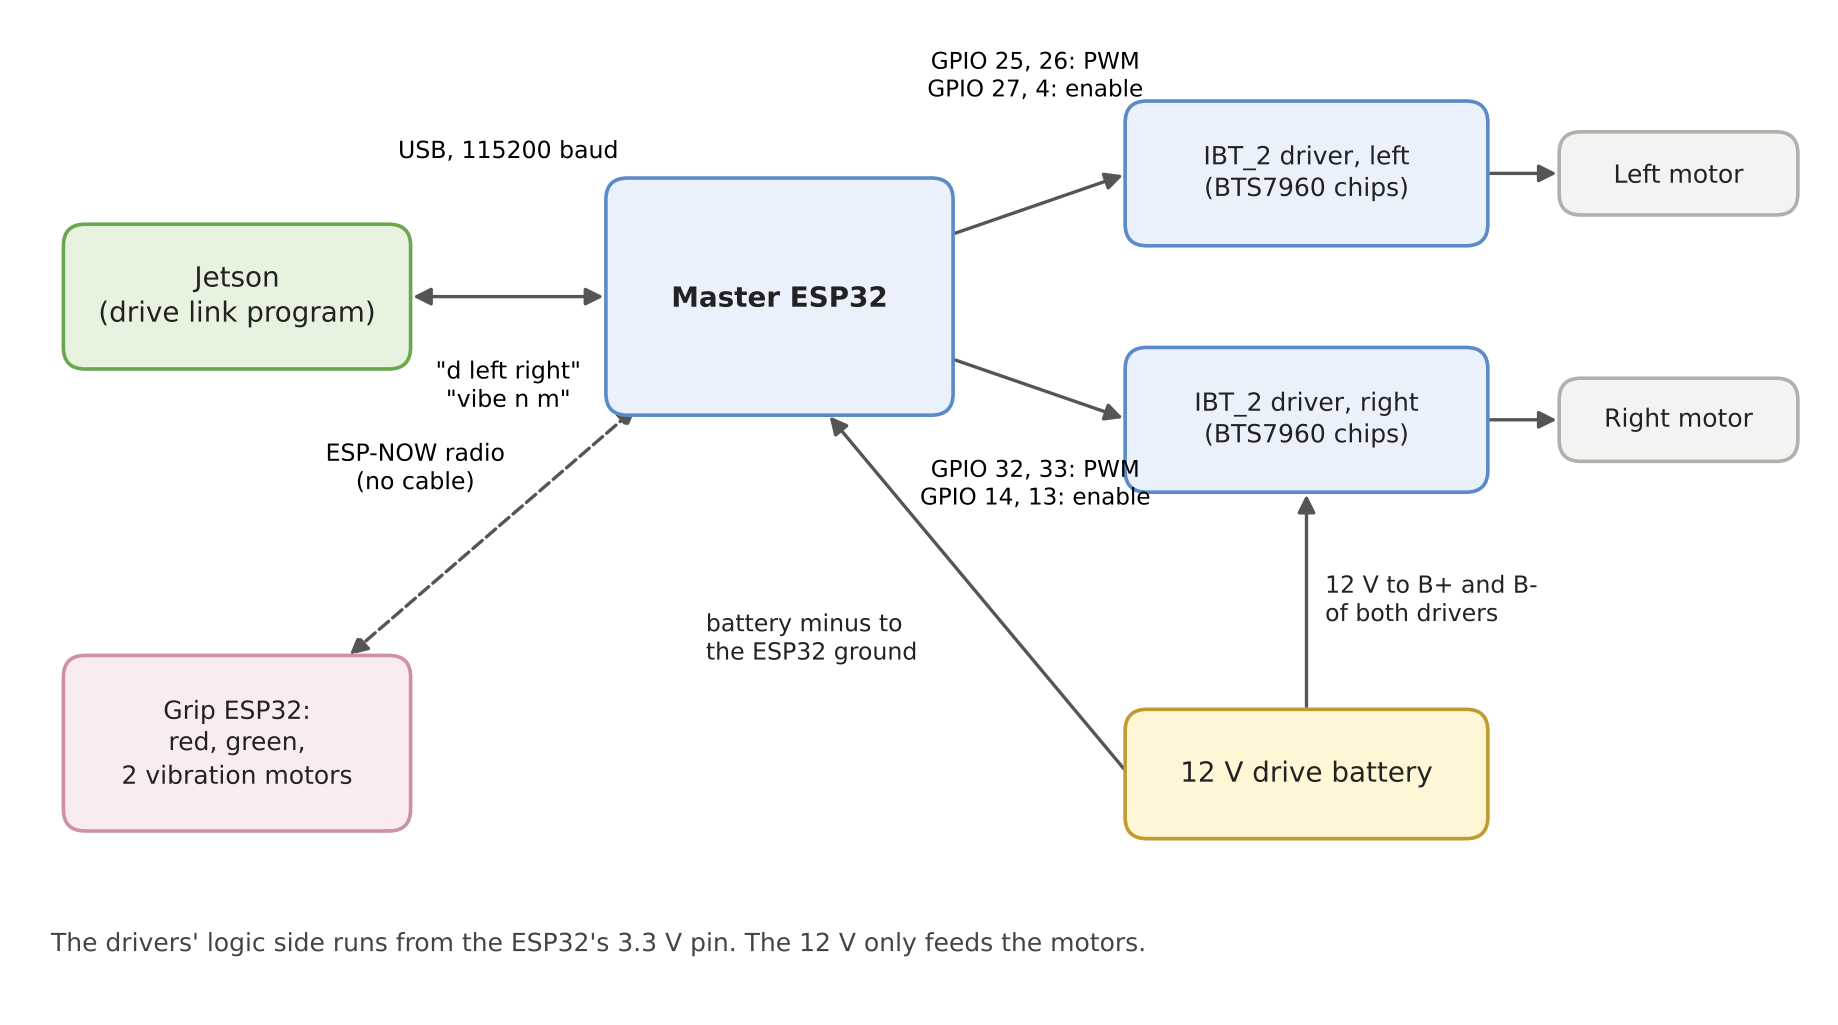 GPIO 25, 26: PWM
GPIO 27, 4: enable
USB, 115200 baud
IBT_2 driver, left
(BTS7960 chips)
Left motor
Jetson
(drive link program)
Master ESP32
"d left right"
"vibe n m"
IBT_2 driver, right
(BTS7960 chips)
Right motor
ESP-NOW radio
(no cable)
GPIO 32, 33: PWM
GPIO 14, 13: enable
12 V to B+ and B-
of both drivers
battery minus to
the ESP32 ground
Grip ESP32:
red, green,
2 vibration motors
12 V drive battery
The drivers' logic side runs from the ESP32's 3.3 V pin. The 12 V only feeds the motors.